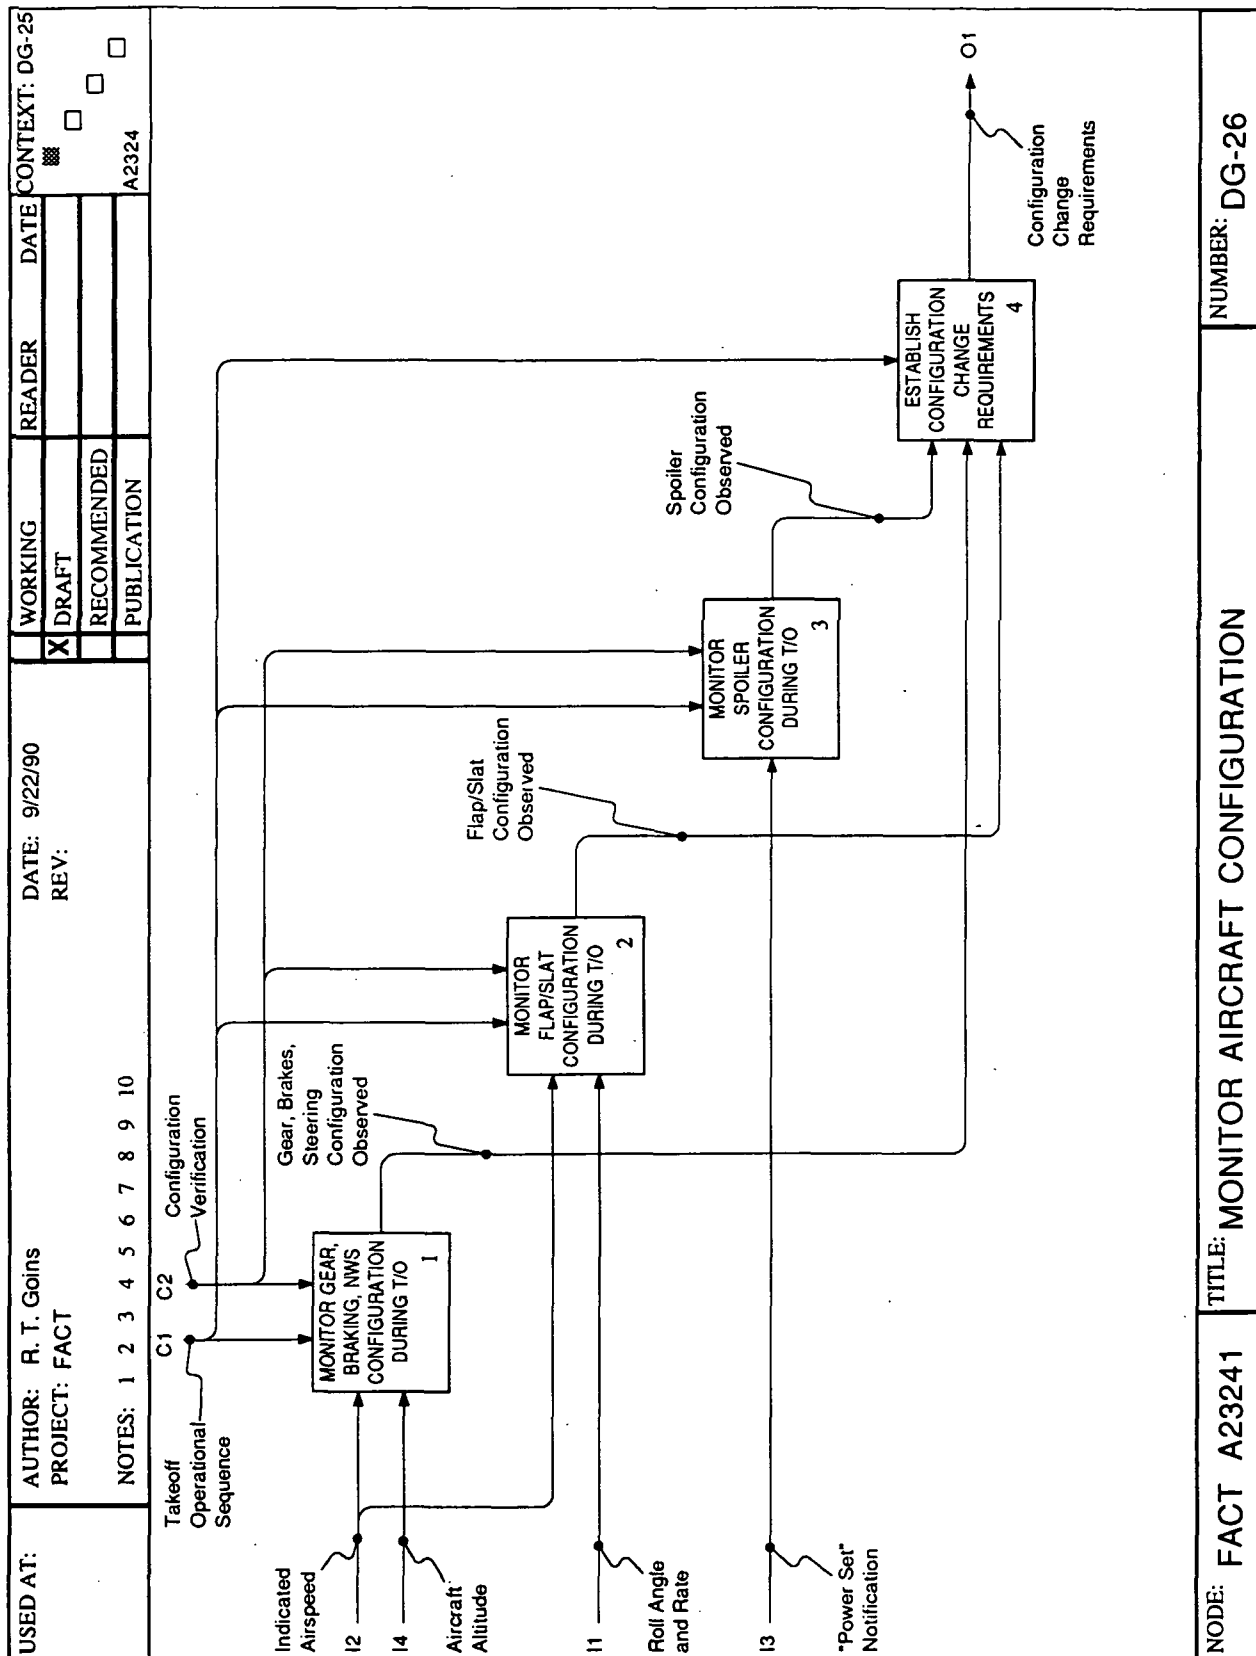 USED AT:
AUTHOR: R. T. Goins
PROJECT: FACT
DATE: 9/22/90
REV:
NOTES: 1 2 3 4 5 6 7 8 9 10
WORKING
X DRAFT
RECOMMENDED
PUBLICATION
READER
DATE
CONTEXT: DG-25
A2324
Takeoff
Operational
Sequence
C1
C2
Configuration
Verification
Indicated
Airspeed
I2
I4
Aircraft
Altitude
I1
Roll Angle
and Rate
I3
"Power Set"
Notification
MONITOR GEAR,
BRAKING, NWS
CONFIGURATION
DURING T/O
1
Gear, Brakes,
Steering
Configuration
Observed
MONITOR
FLAP/SLAT
CONFIGURATION
DURING T/O
2
Flap/Slat
Configuration
Observed
MONITOR
SPOILER
CONFIGURATION
DURING T/O
3
Spoiler
Configuration
Observed
ESTABLISH
CONFIGURATION
CHANGE
REQUIREMENTS
4
O1
Configuration
Change
Requirements
NODE: FACT A23241
TITLE: MONITOR AIRCRAFT CONFIGURATION
NUMBER: DG-26